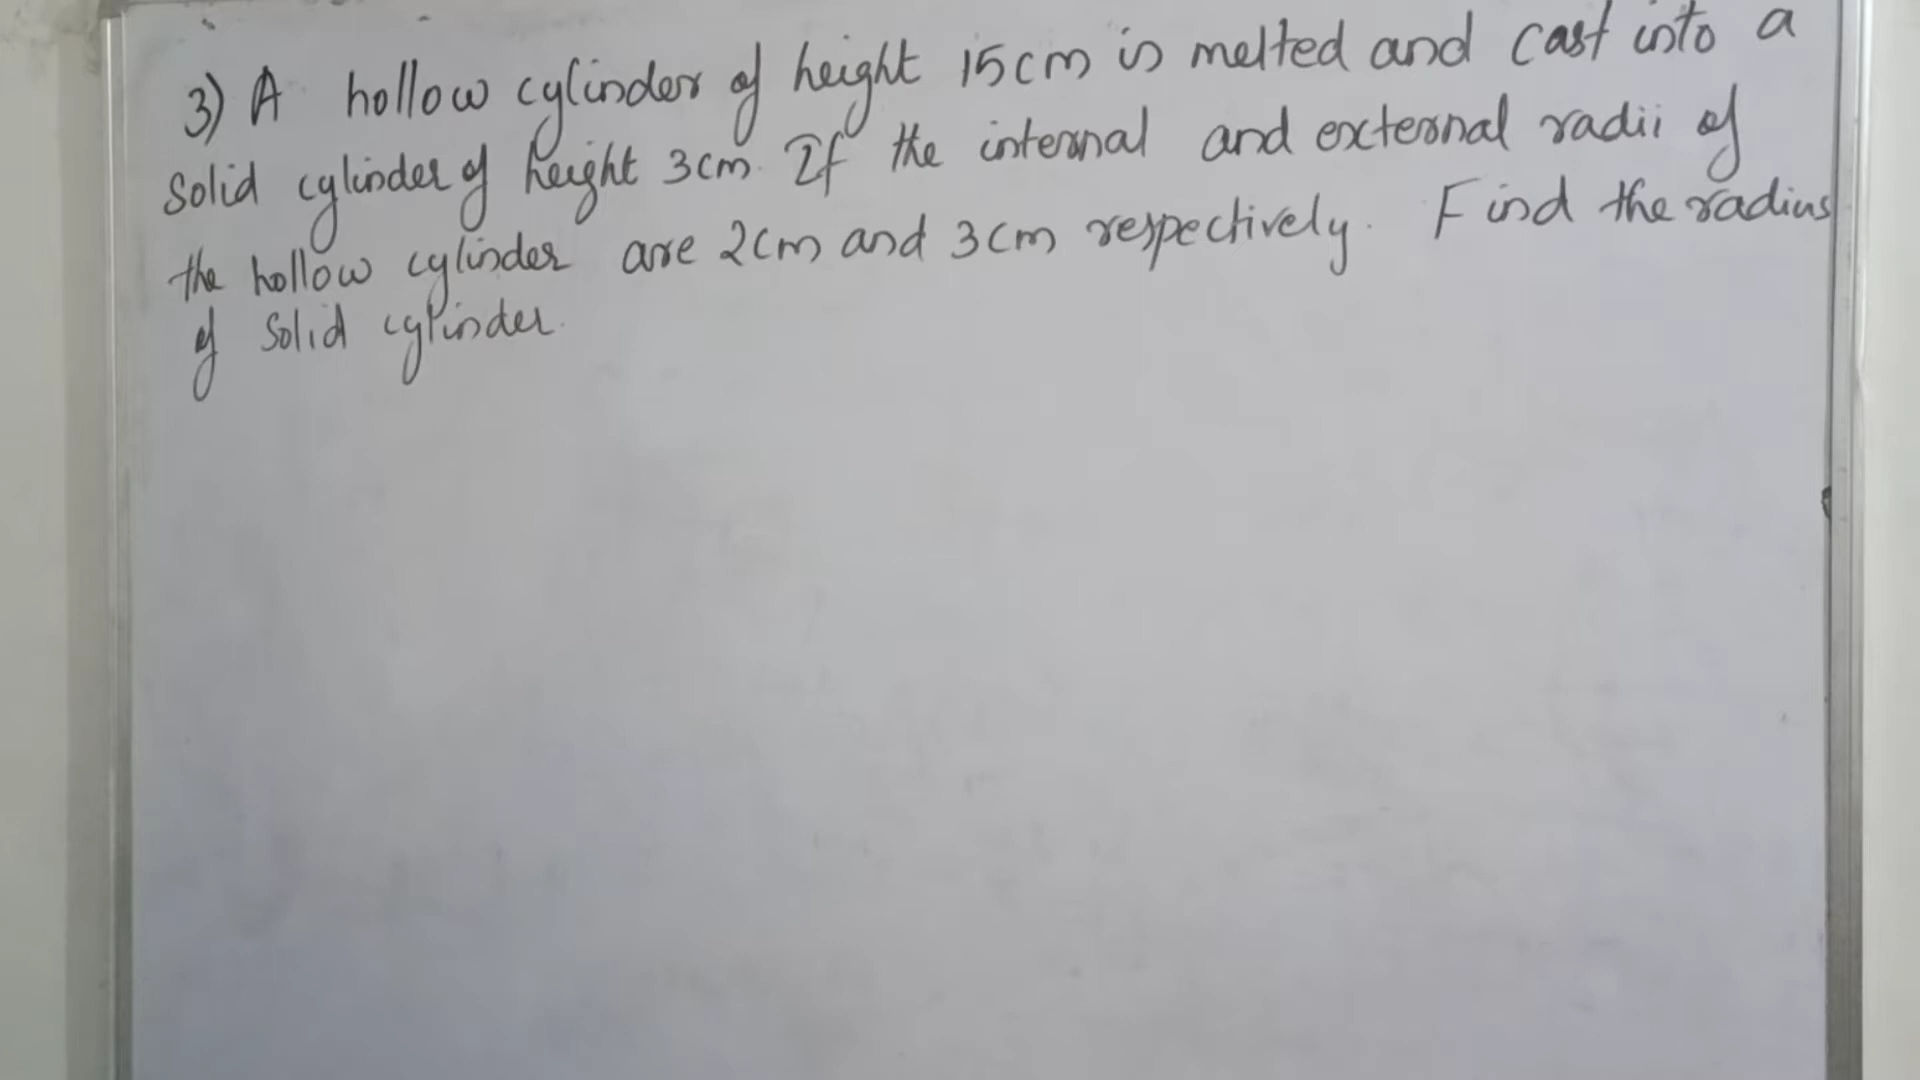 3) A hollow cylinder of height 15cm is melted and cast into a
solid cylinder of height 3cm. If the internal and external radii of
the hollow cylinder are 2cm and 3cm respectively. Find the radius
of solid cylinder.